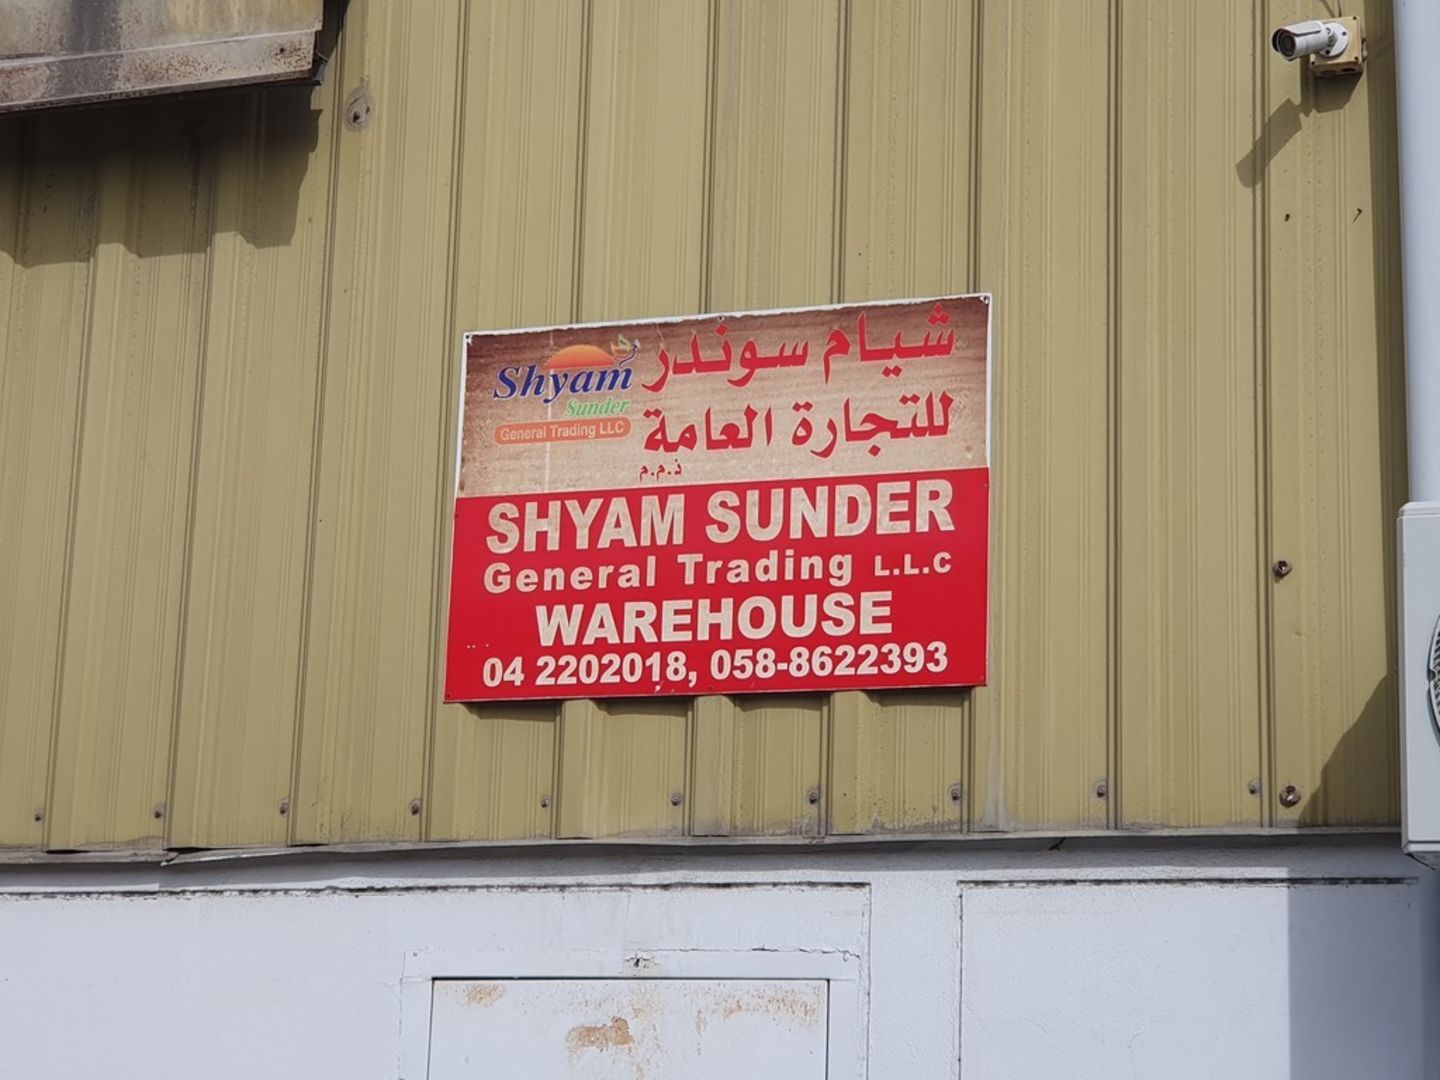 Shyam
Sunder
General Trading LLC
شيام سوندر
للتجارة العامة
ذ.م.م
SHYAM SUNDER
General Trading L.L.C
WAREHOUSE
04 2202018, 058-8622393